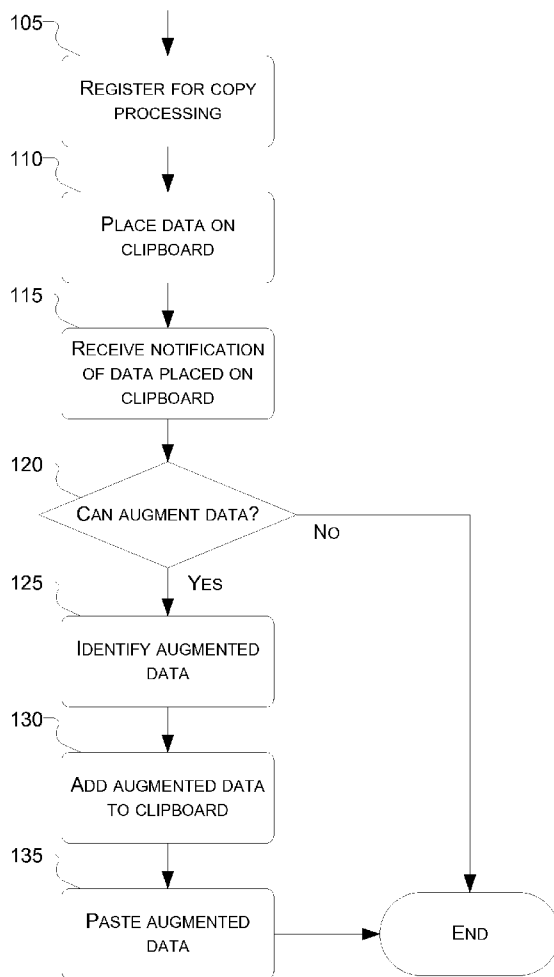 105
REGISTER FOR COPY
PROCESSING
110
PLACE DATA ON
CLIPBOARD
115
RECEIVE NOTIFICATION
OF DATA PLACED ON
CLIPBOARD
120
CAN AUGMENT DATA?
NO
YES
125
IDENTIFY AUGMENTED
DATA
130
ADD AUGMENTED DATA
TO CLIPBOARD
135
PASTE AUGMENTED
DATA
END